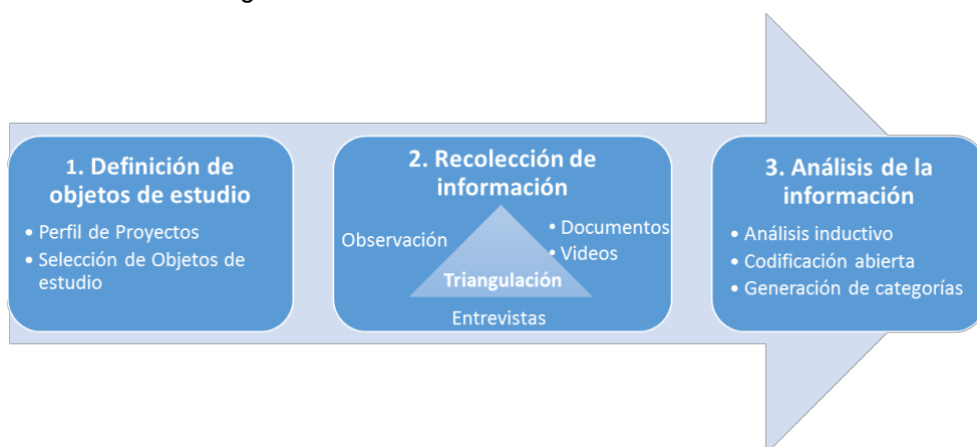 1. Definición de
objetos de estudio
• Perfil de Proyectos
• Selección de Objetos de
estudio
2. Recolección de
información
Observación
• Documentos
• Videos
Triangulación
Entrevistas
3. Análisis de la
información
• Análisis inductivo
• Codificación abierta
• Generación de categorías